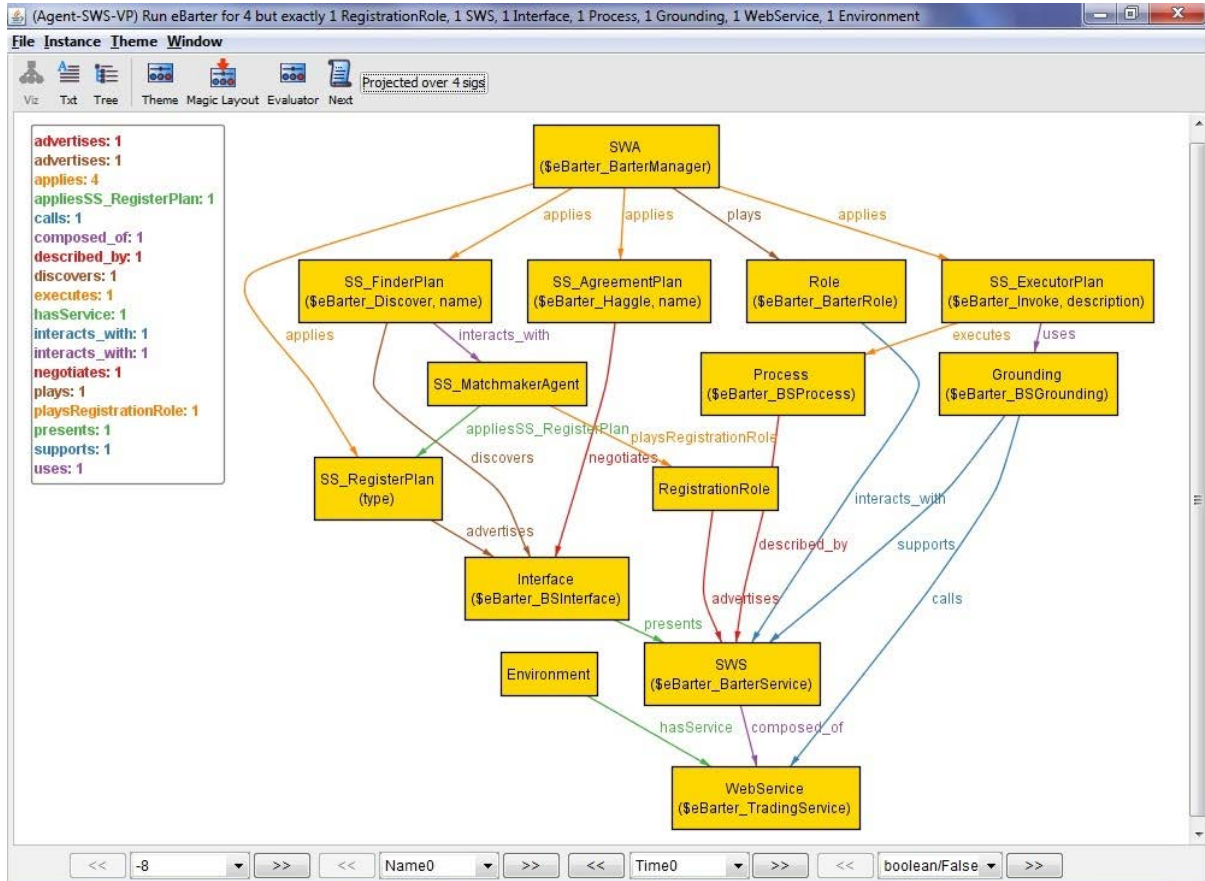 (Agent-SWS-VP) Run eBarter for 4 but exactly 1 RegistrationRole, 1 SWS, 1 Interface, 1 Process, 1 Grounding, 1 WebService, 1 Environment
File Instance Theme Window
Viz Txt Tree Theme Magic Layout Evaluator Next Projected over 4 sigs
advertises: 1
advertises: 1
applies: 4
appliesSS_RegisterPlan: 1
calls: 1
composed_of: 1
described_by: 1
discovers: 1
executes: 1
hasService: 1
interacts_with: 1
interacts_with: 1
negotiates: 1
plays: 1
playsRegistrationRole: 1
presents: 1
supports: 1
uses: 1
SWA
($eBarter_BarterManager)
applies applies plays applies
SS_FinderPlan
($eBarter_Discover, name)
SS_AgreementPlan
($eBarter_Haggle, name)
Role
($eBarter_BarterRole)
SS_ExecutorPlan
($eBarter_Invoke, description)
applies interacts_with executes uses
SS_MatchmakerAgent
Process
($eBarter_BSProcess)
Grounding
($eBarter_BSGrounding)
appliesSS_RegisterPlan playsRegistrationRole
discovers negotiates
SS_RegisterPlan
(type)
RegistrationRole
interacts_with
advertises described_by supports
Interface
($eBarter_BSInterface)
advertises calls
presents
SWS
($eBarter_BarterService)
Environment
hasService composed_of
WebService
($eBarter_TradingService)
<< -8 >> << Name0 >> << Time0 >> << boolean/False >>